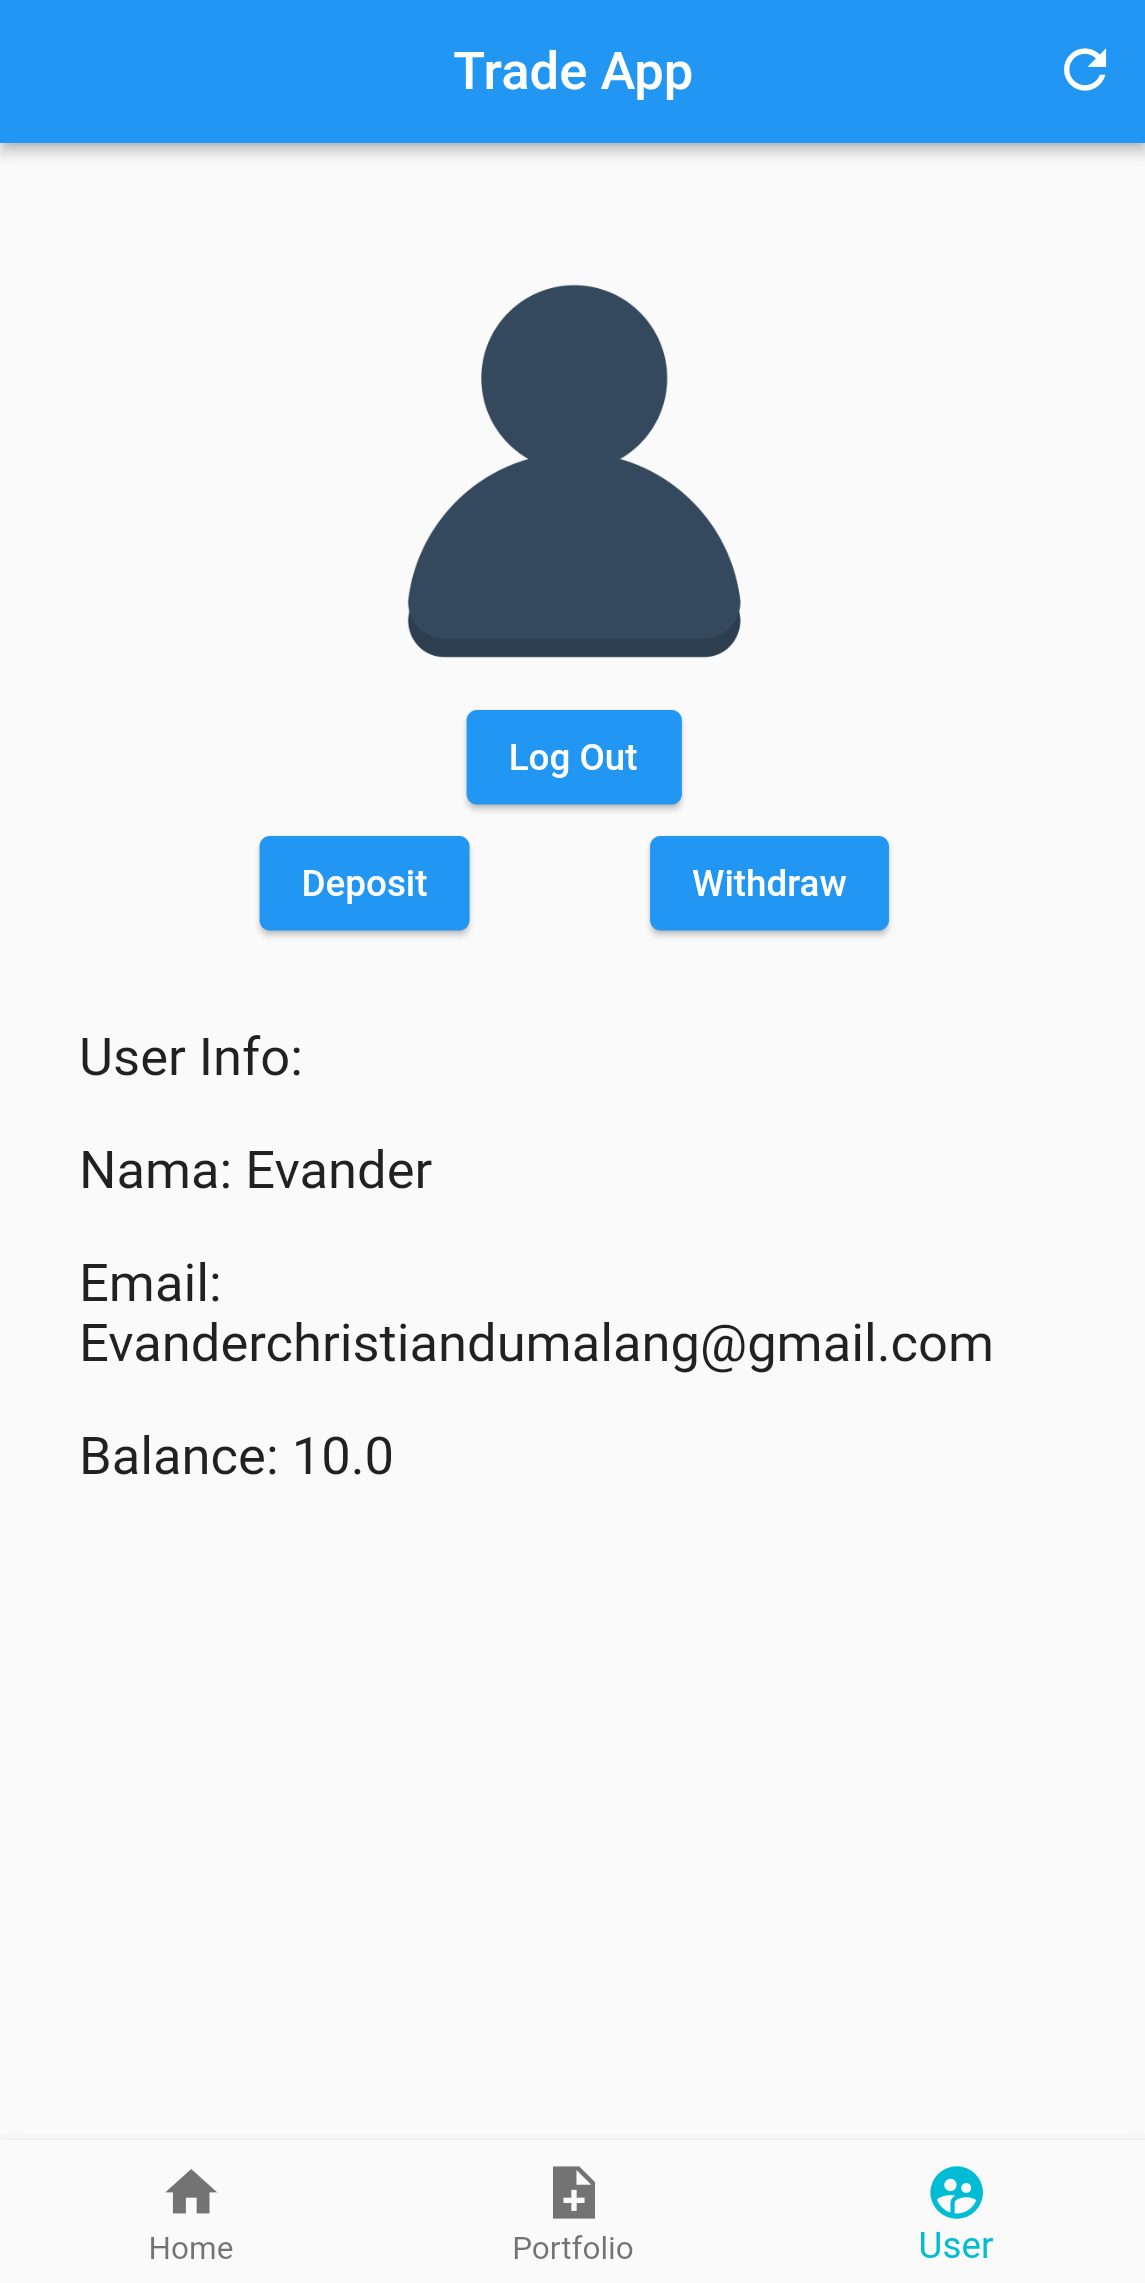 Trade App
Log Out
Deposit
Withdraw
User Info:
Nama: Evander
Email:
Evanderchristiandumalang@gmail.com
Balance: 10.0
Home
Portfolio
User